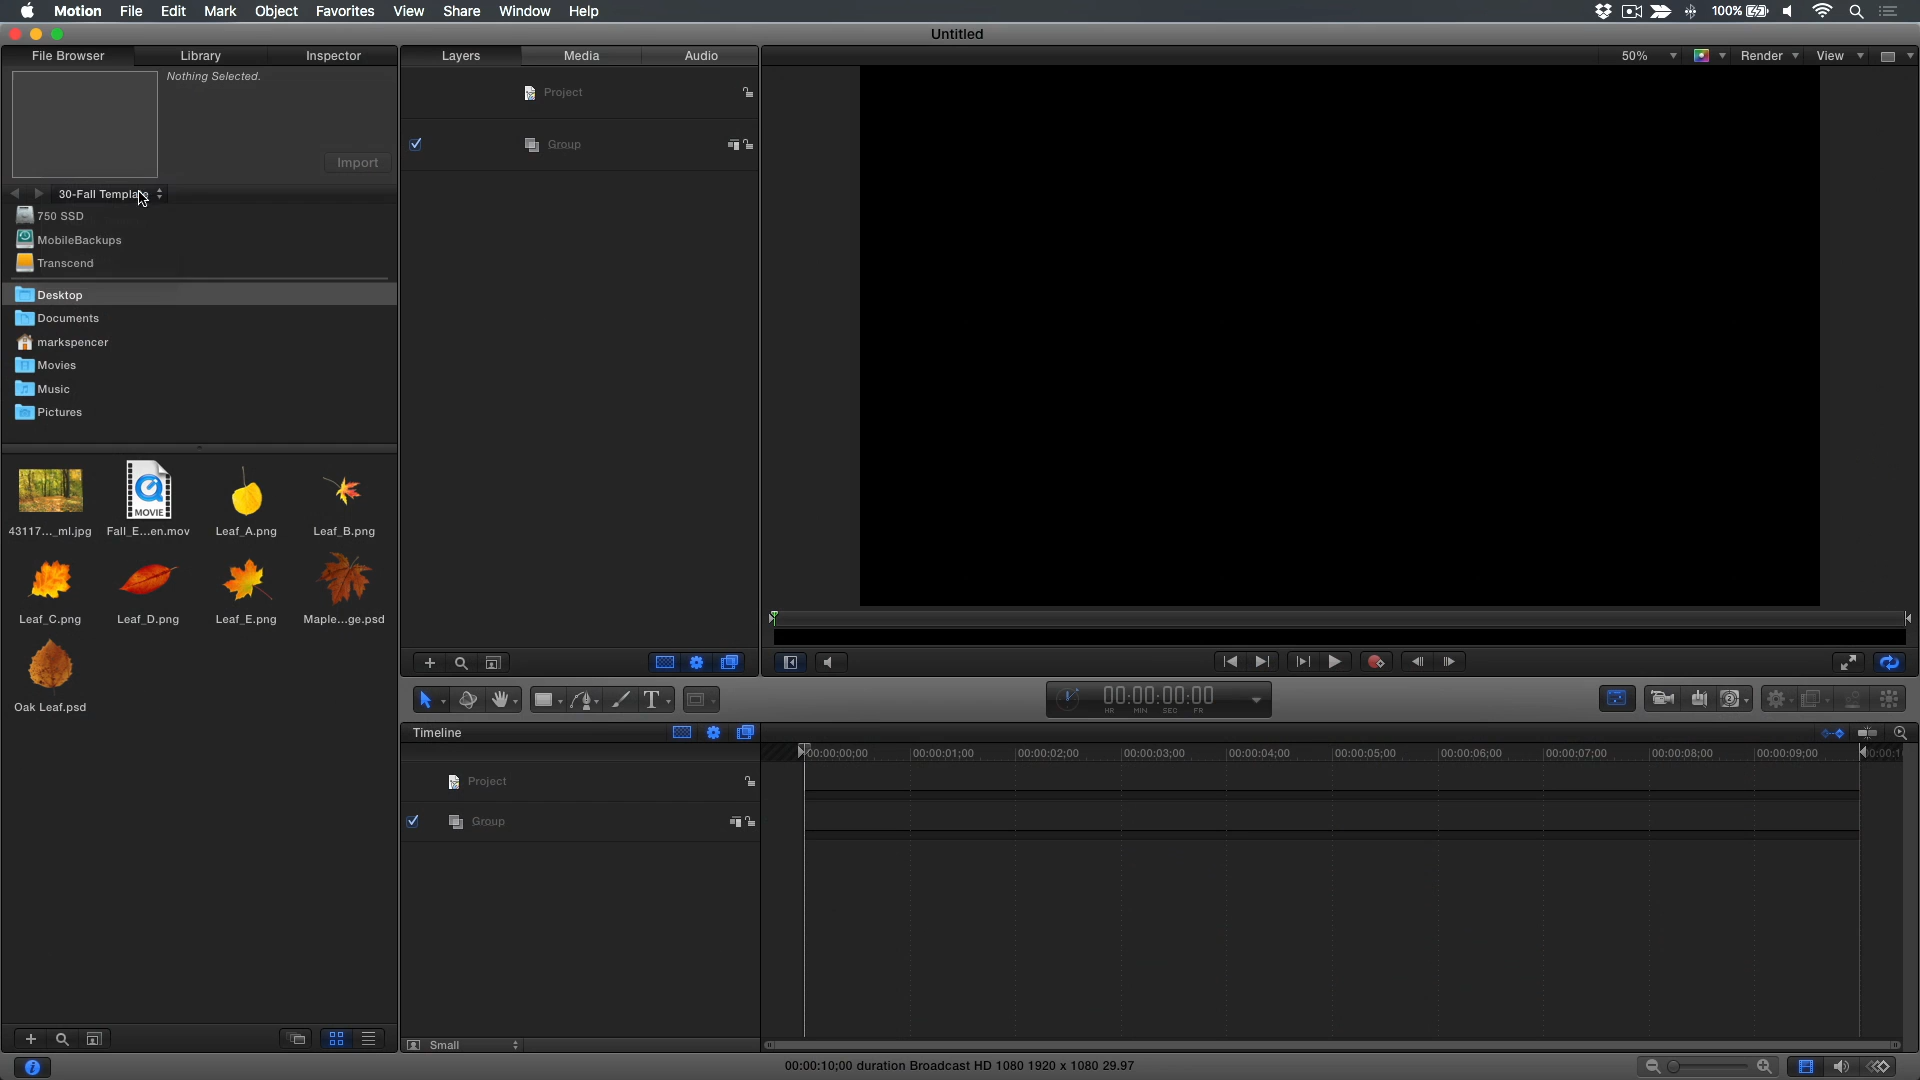 Motion File Edit Mark Object Favorites View Share Window Help 100%
Untitled
File Browser Library Inspector Layers Media Audio 50% Render View
Nothing Selected.
Project
Group
Import
30-Fall Template
750 SSD
MobileBackups
Transcend
Desktop
Documents
markspencer
Movies
Music
Pictures
MOVIE
43117..._ml.jpg Fall_E...en.mov Leaf_A.png Leaf_B.png
Leaf_C.png Leaf_D.png Leaf_E.png Maple...ge.psd
Oak Leaf.psd
T
00:00:00:00
HR MIN SEC FR
Timeline
00:00:00;00 00:00:01;00 00:00:02;00 00:00:03;00 00:00:04;00 00:00:05;00 00:00:06;00 00:00:07;00 00:00:08;00 00:00:09;00
Project
Group
Small
00:00:10;00 duration Broadcast HD 1080 1920 x 1080 29.97